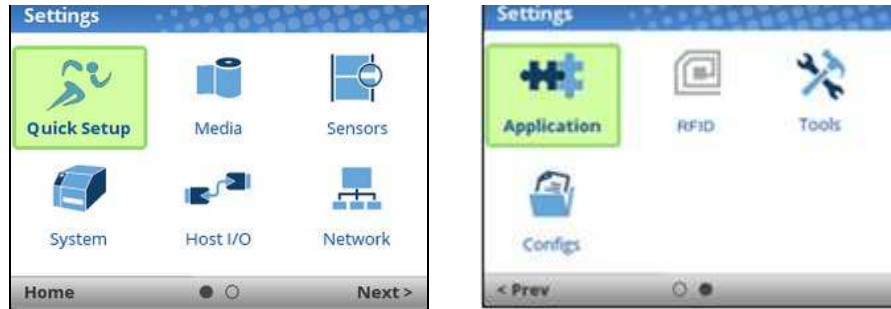 Settings
Quick Setup Media Sensors
System Host I/O Network
Home Next >
Settings
Application RFID Tools
Configs
< Prev